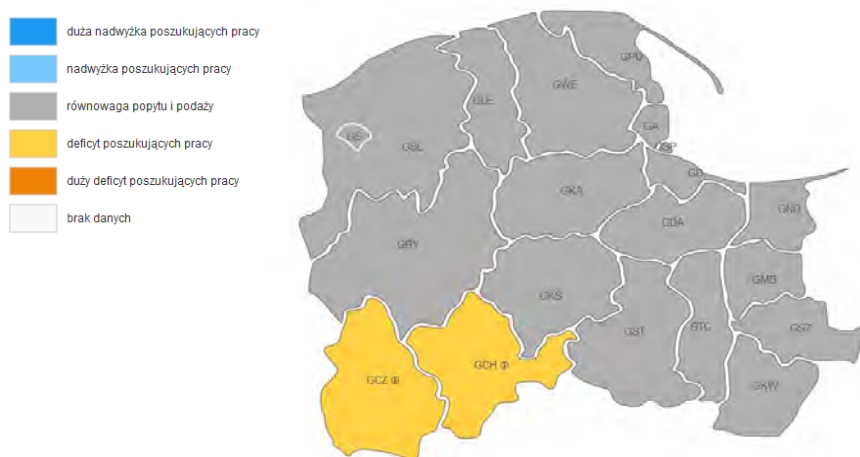 duża nadwyżka poszukujących pracy
nadwyżka poszukujących pracy
równowaga popytu i podaży
deficyt poszukujących pracy
duży deficyt poszukujących pracy
brak danych
GPU
GLE
GWE
GS
GSL
GA
GSP
GD
GKA
GND
GDA
GBY
GMB
GKS
GST
GTC
GSZ
GCZ
GCH
GKW